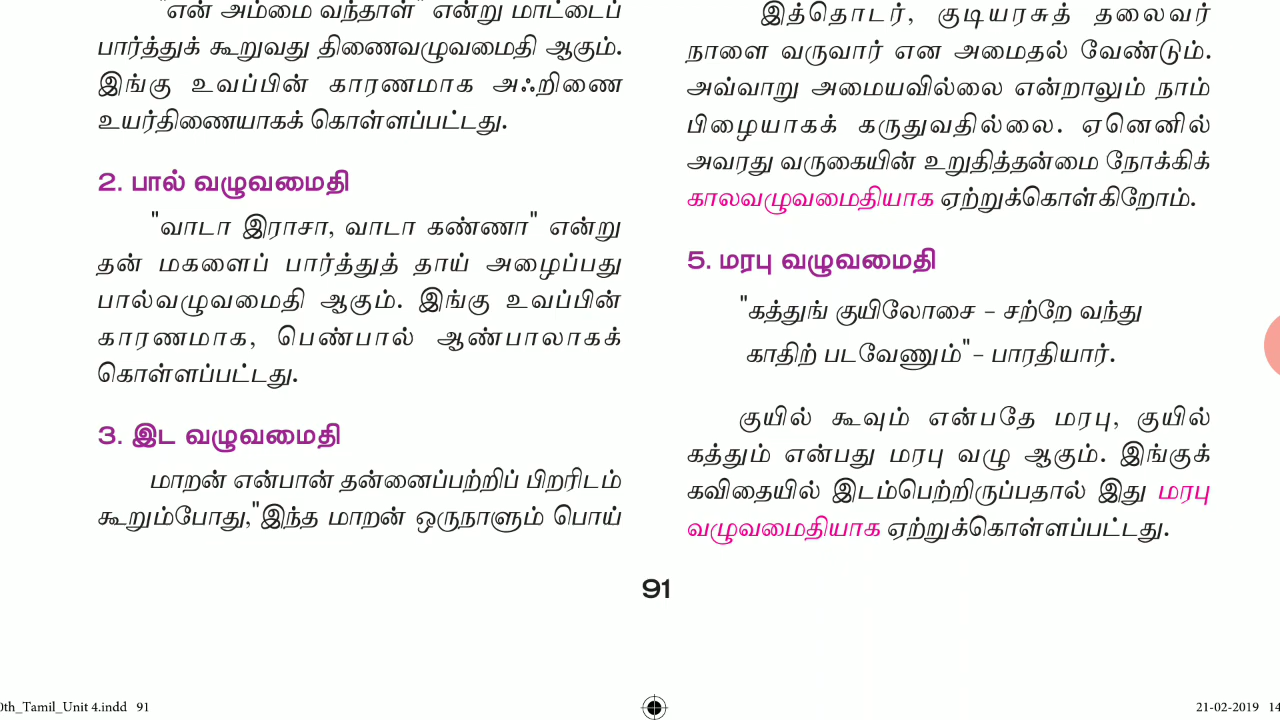 "என் அம்மை வந்தாள்" என்று மாட்டைப்
பார்த்துக் கூறுவது திணைவழுவமைதி ஆகும்.
இங்கு உவப்பின் காரணமாக அஃறிணை
உயர்திணையாகக் கொள்ளப்பட்டது.
2. பால் வழுவமைதி
"வாடா இராசா, வாடா கண்ணா" என்று
தன் மகளைப் பார்த்துத் தாய் அழைப்பது
பால்வழுவமைதி ஆகும். இங்கு உவப்பின்
காரணமாக, பெண்பால் ஆண்பாலாகக்
கொள்ளப்பட்டது.
3. இட வழுவமைதி
மாறன் என்பான் தன்னைப்பற்றிப் பிறரிடம்
கூறும்போது,"இந்த மாறன் ஒருநாளும் பொய்
இத்தொடர், குடியரசுத் தலைவர்
நாளை வருவார் என அமைதல் வேண்டும்.
அவ்வாறு அமையவில்லை என்றாலும் நாம்
பிழையாகக் கருதுவதில்லை. ஏனெனில்
அவரது வருகையின் உறுதித்தன்மை நோக்கிக்
காலவழுவமைதியாக ஏற்றுக்கொள்கிறோம்.
5. மரபு வழுவமைதி
"கத்துங் குயிலோசை – சற்றே வந்து
காதிற் படவேணும்"– பாரதியார்.
குயில் கூவும் என்பதே மரபு, குயில்
கத்தும் என்பது மரபு வழு ஆகும். இங்குக்
கவிதையில் இடம்பெற்றிருப்பதால் இது மரபு
வழுவமைதியாக ஏற்றுக்கொள்ளப்பட்டது.
91
0th_Tamil_Unit 4.indd 91
21-02-2019 14